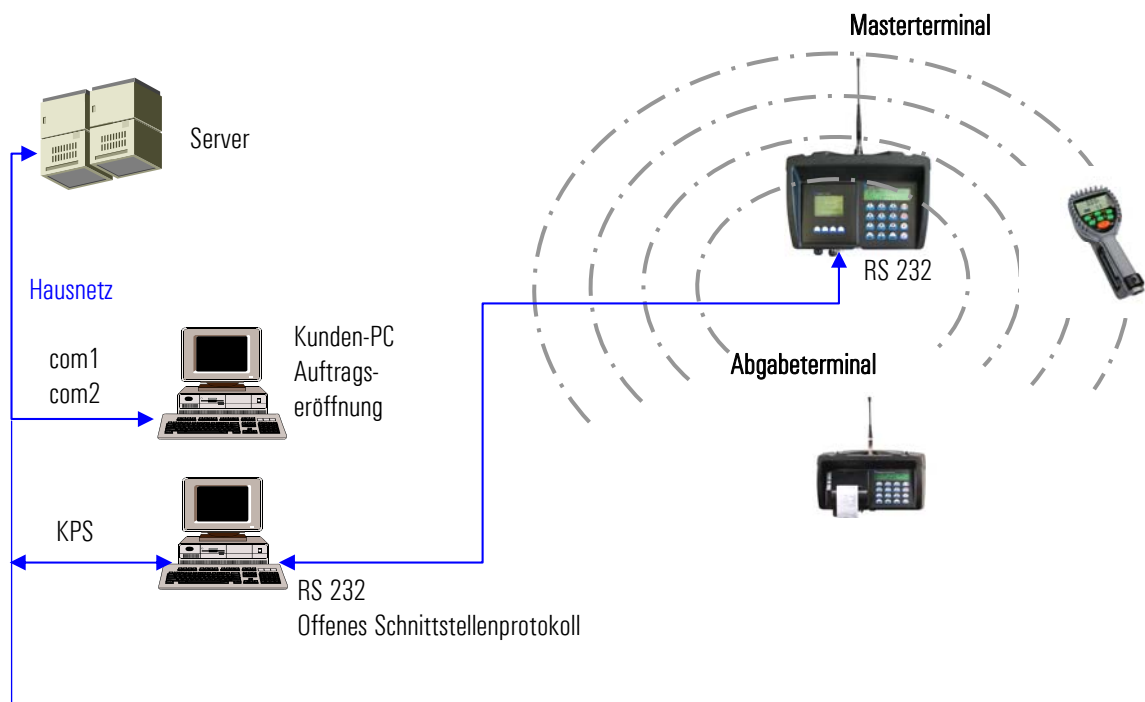 Masterterminal
Server
RS 232
Hausnetz
Kunden-PC
Auftrags-
eröffnung
com1
com2
Abgabeterminal
KPS
RS 232
Offenes Schnittstellenprotokoll